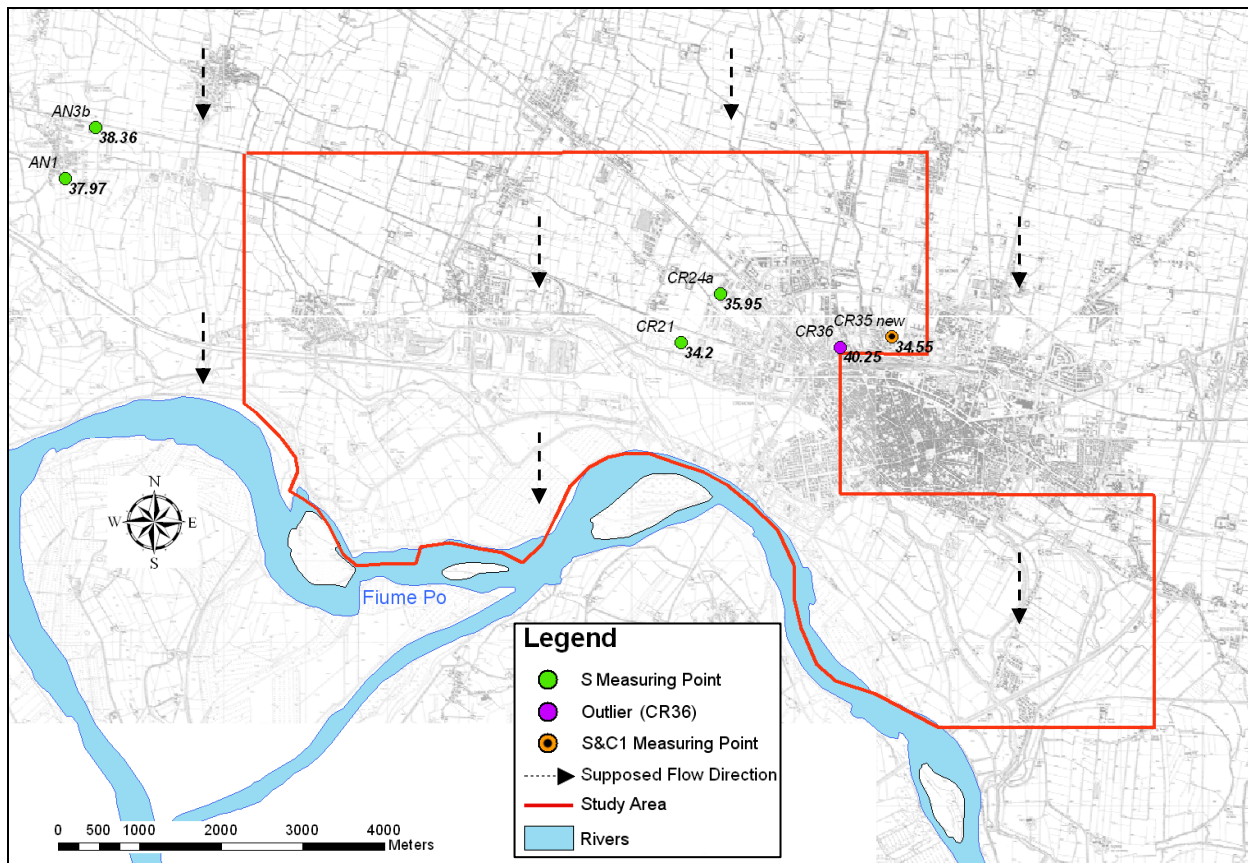 AN3b
38.36
AN1
37.97
CR24a
35.95
CR21
34.2
CR36
40.25
CR35 new
34.55
N
W
E
S
Fiume Po
Legend
S Measuring Point
Outlier (CR36)
S&C1 Measuring Point
Supposed Flow Direction
Study Area
Rivers
0 500 1000 2000 3000 4000
Meters